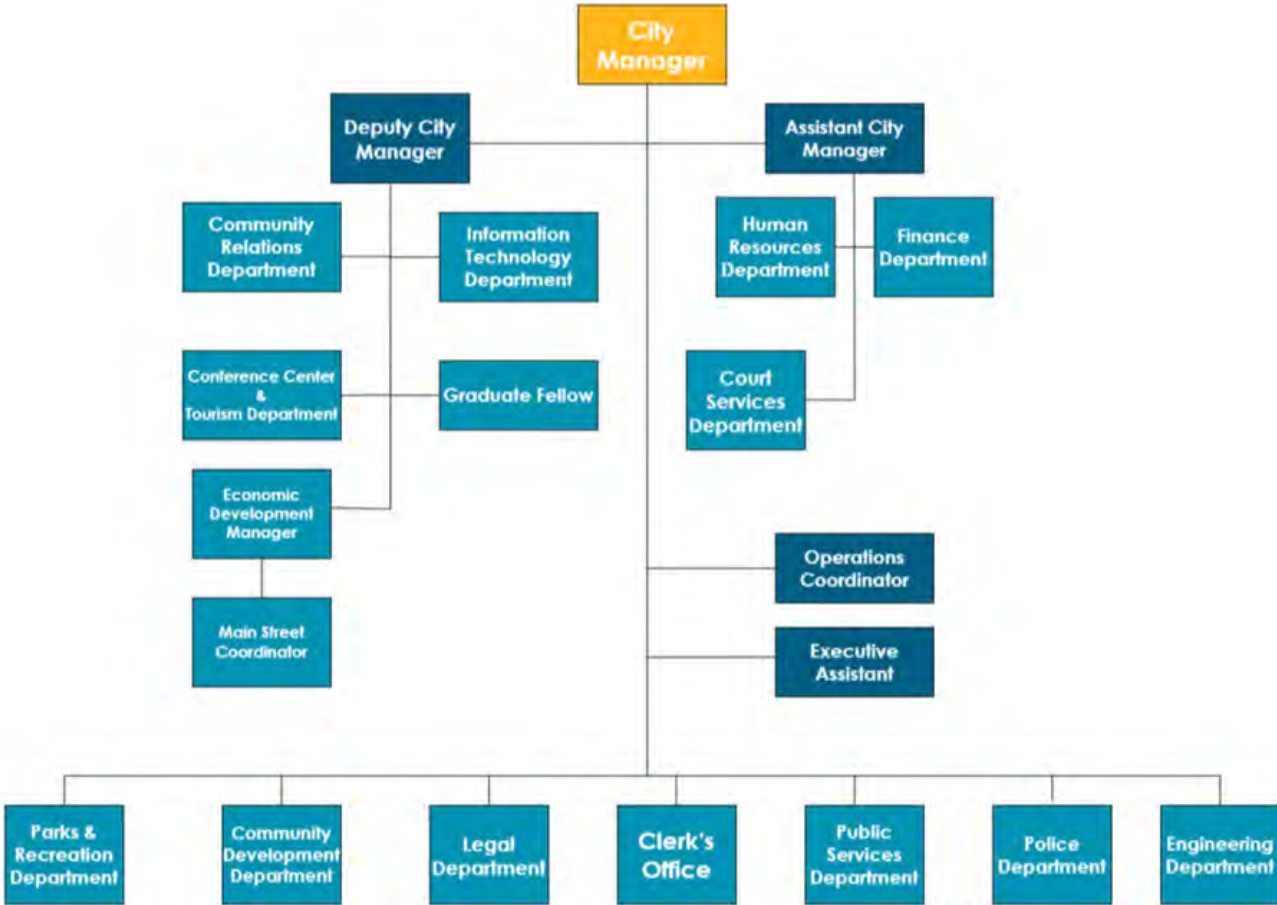 City
Manager
Deputy City
Manager
Assistant City
Manager
Community
Relations
Department
Information
Technology
Department
Human
Resources
Department
Finance
Department
Conference Center
&
Tourism Department
Graduate Fellow
Court
Services
Department
Economic
Development
Manager
Operations
Coordinator
Main Street
Coordinator
Executive
Assistant
Parks &
Recreation
Department
Community
Development
Department
Legal
Department
Clerk's
Office
Public
Services
Department
Police
Department
Engineering
Department